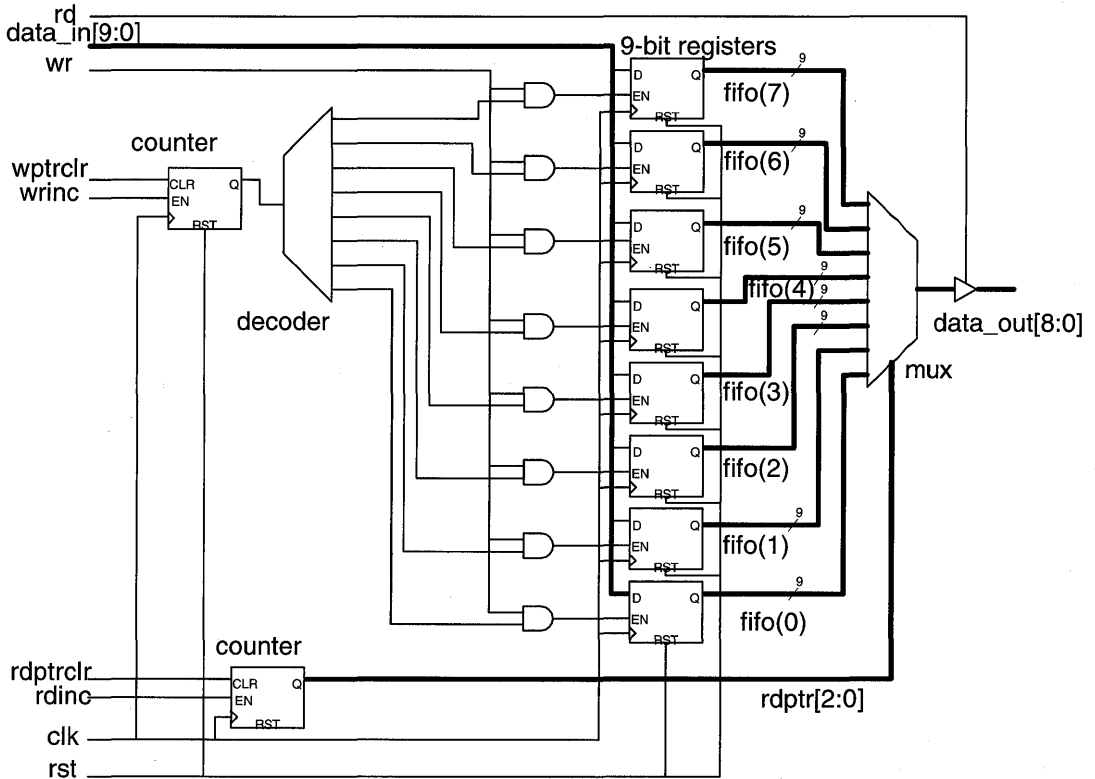 rd
data_in[9:0]
wr
9-bit registers
D Q
EN
RST
9
fifo(7)
D Q
EN
RST
9
fifo(6)
counter
wptrclr
wrinc
CLR Q
EN
RST
D Q
EN
RST
9
fifo(5)
decoder
D Q
EN
RST
9
fifo(4)
data_out[8:0]
mux
D Q
EN
RST
9
fifo(3)
D Q
EN
RST
9
fifo(2)
D Q
EN
RST
9
fifo(1)
D Q
EN
RST
9
fifo(0)
counter
rdptrclr
rdinc
CLR Q
EN
RST
rdptr[2:0]
clk
rst